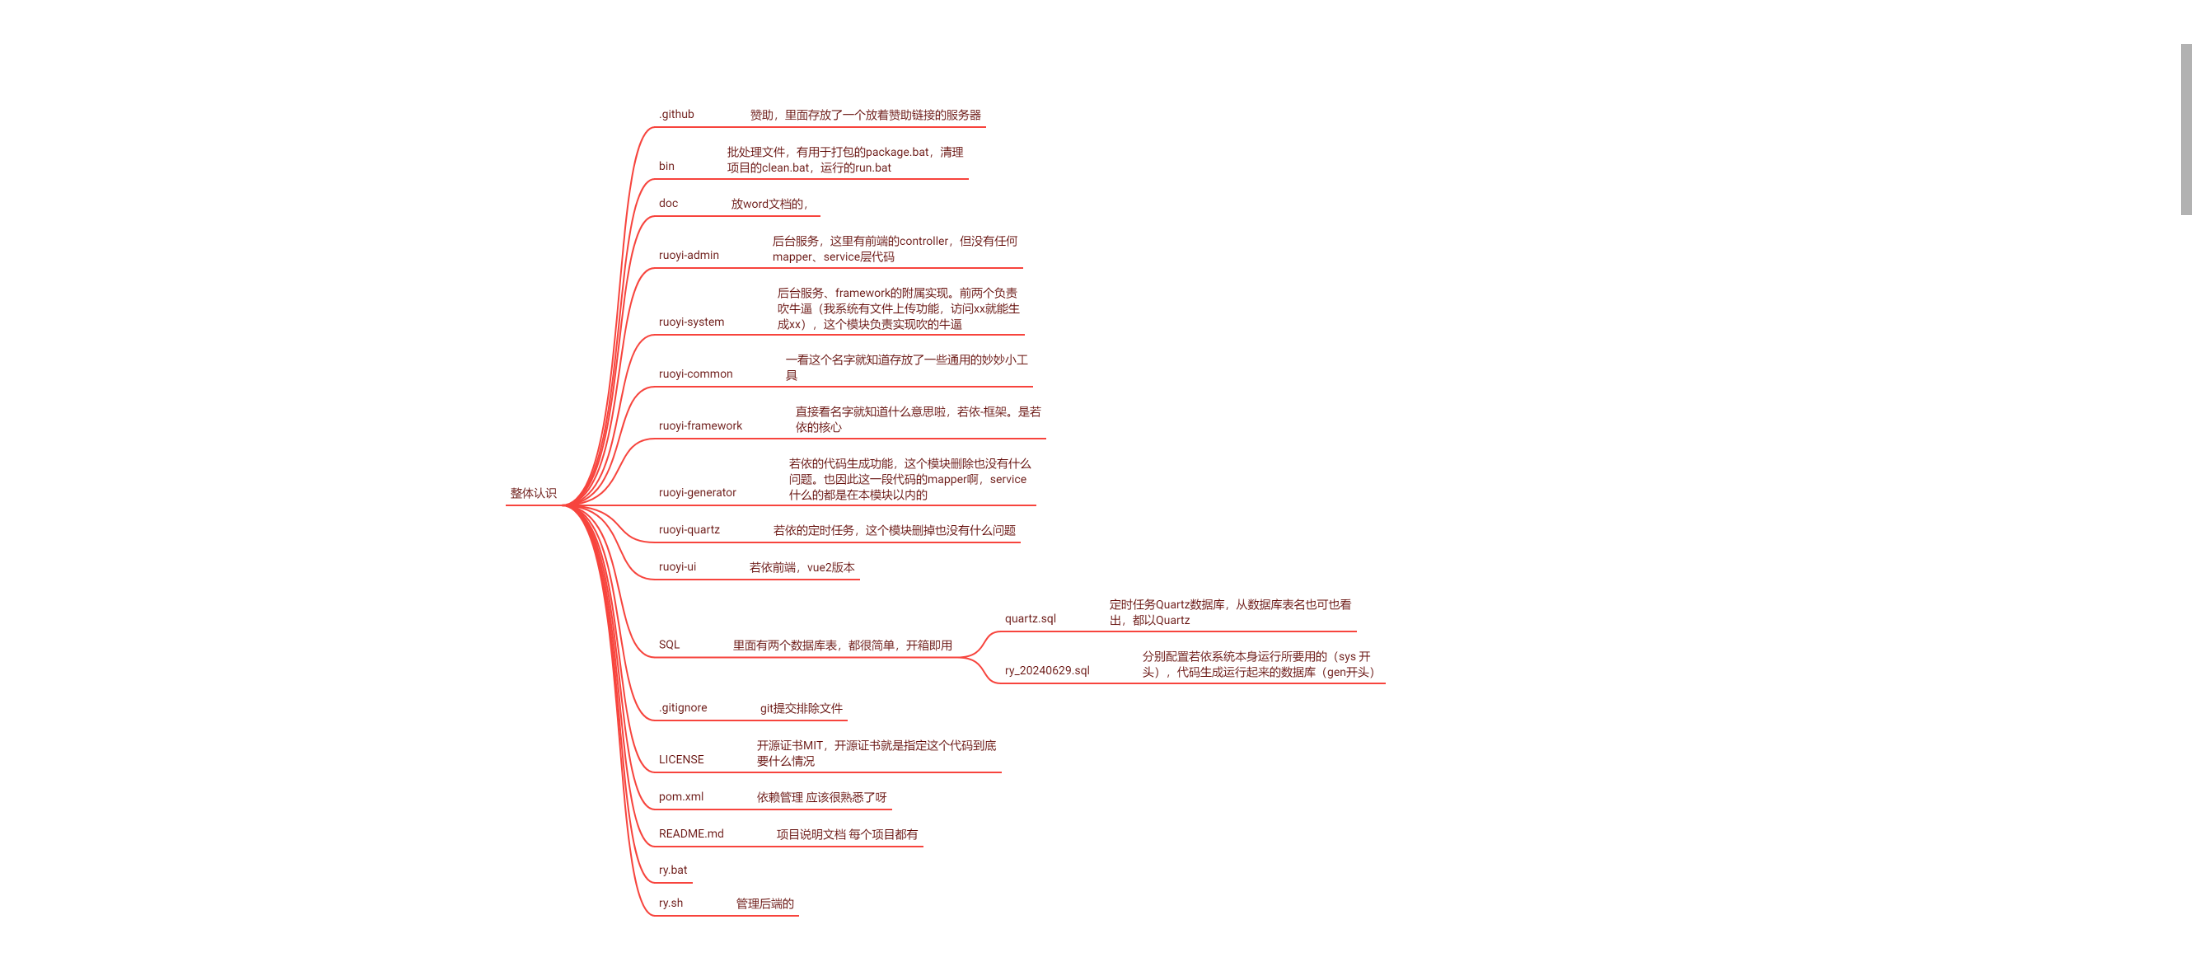 .github 赞助，里面存放了一个放着赞助链接的服务器
批处理文件，有用于打包的package.bat，清理
bin 项目的clean.bat，运行的run.bat
doc 放word文档的，
后台服务，这里有前端的controller，但没有任何
ruoyi-admin mapper、service层代码
后台服务、framework的附属实现。前两个负责
吹牛逼（我系统有文件上传功能，访问xx就能生
ruoyi-system 成xx），这个模块负责实现吹的牛逼
一看这个名字就知道存放了一些通用的妙妙小工
ruoyi-common 具
直接看名字就知道什么意思啦，若依-框架。是若
ruoyi-framework 依的核心
若依的代码生成功能，这个模块删除也没有什么
问题。也因此这一段代码的mapper啊，service
整体认识
ruoyi-generator 什么的都是在本模块以内的
ruoyi-quartz 若依的定时任务，这个模块删掉也没有什么问题
ruoyi-ui 若依前端，vue2版本
定时任务Quartz数据库，从数据库表名也可也看
quartz.sql 出，都以Quartz
SQL 里面有两个数据库表，都很简单，开箱即用
分别配置若依系统本身运行所要用的（sys 开
ry_20240629.sql 头），代码生成运行起来的数据库（gen开头）
.gitignore git提交排除文件
开源证书MIT，开源证书就是指定这个代码到底
LICENSE 要什么情况
pom.xml 依赖管理 应该很熟悉了呀
README.md 项目说明文档 每个项目都有
ry.bat
ry.sh 管理后端的